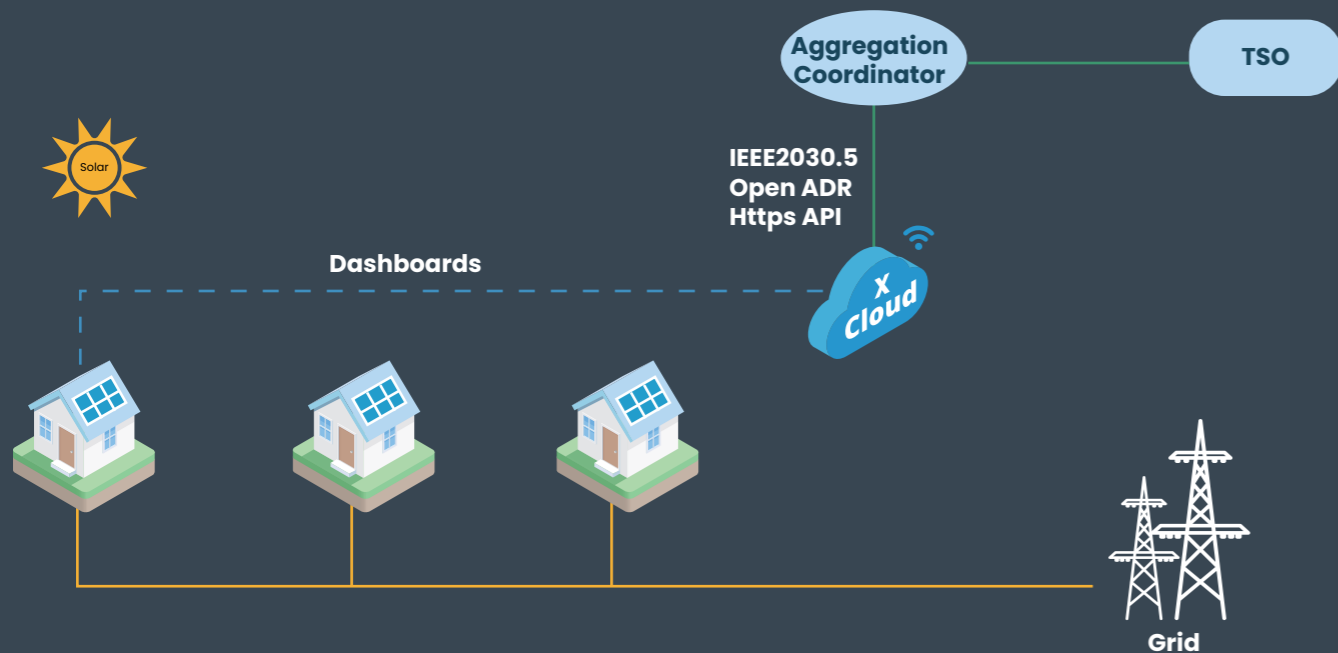 Aggregation
Coordinator
TSO
Solar
IEEE2030.5
Open ADR
Https API
Dashboards
X
Cloud
Grid